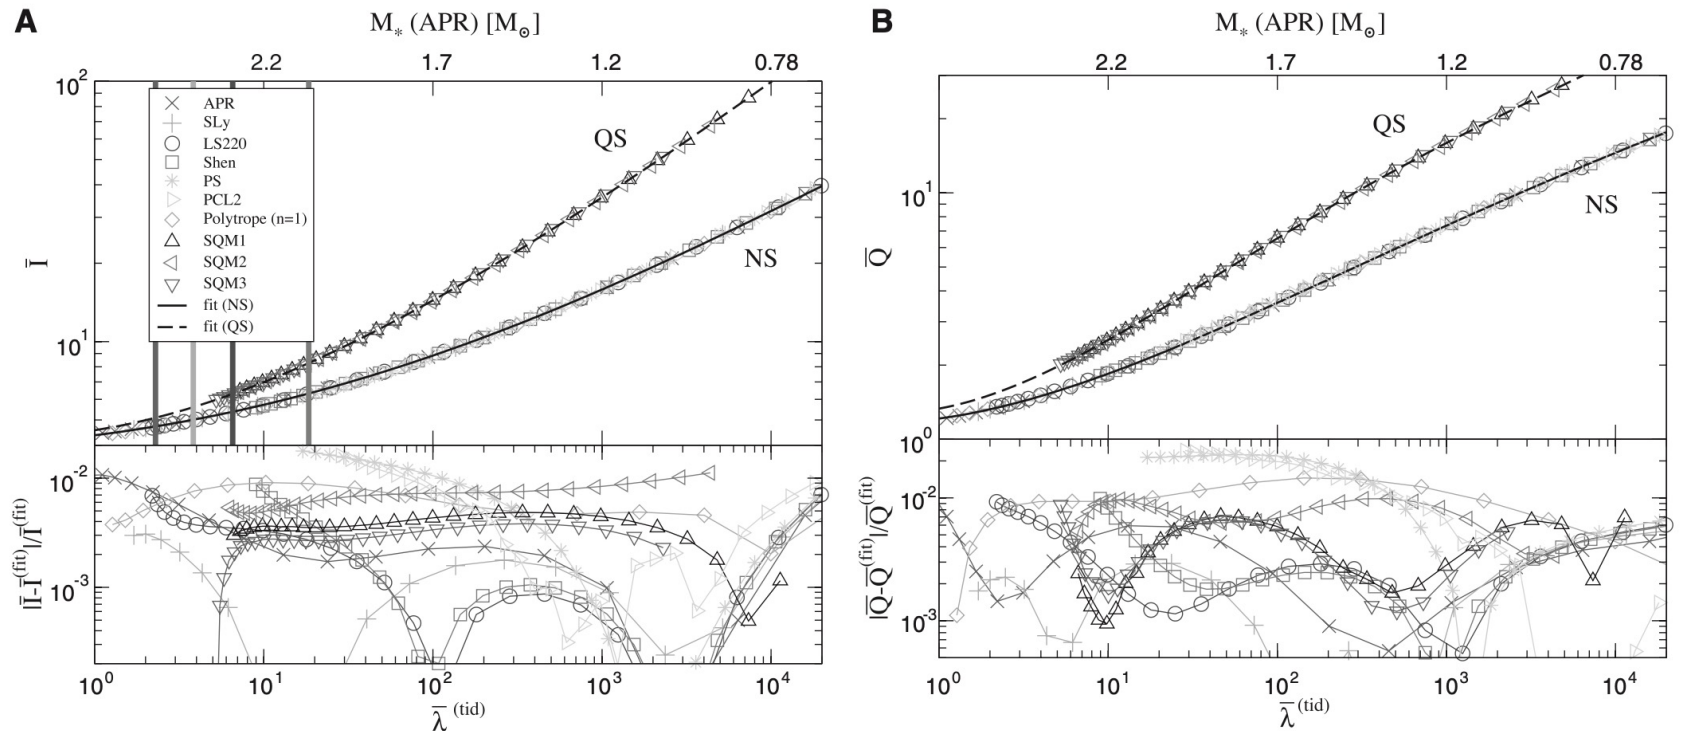 A
M* (APR) [M⊙]
2.2 1.7 1.2 0.78
10²
10¹
Ī
APR
SLy
LS220
Shen
PS
PCL2
Polytrope (n=1)
SQM1
SQM2
SQM3
fit (NS)
fit (QS)
QS
NS
10⁻²
10⁻³
|Ī-Ī^(fit)|/Ī^(fit)
10⁰ 10¹ 10² 10³ 10⁴
λ̄^(tid)
B
M* (APR) [M⊙]
2.2 1.7 1.2 0.78
10¹
10⁰
Q̄
QS
NS
10⁻²
10⁻³
|Q̄-Q̄^(fit)|/Q̄^(fit)
10⁰ 10¹ 10² 10³ 10⁴
λ̄^(tid)